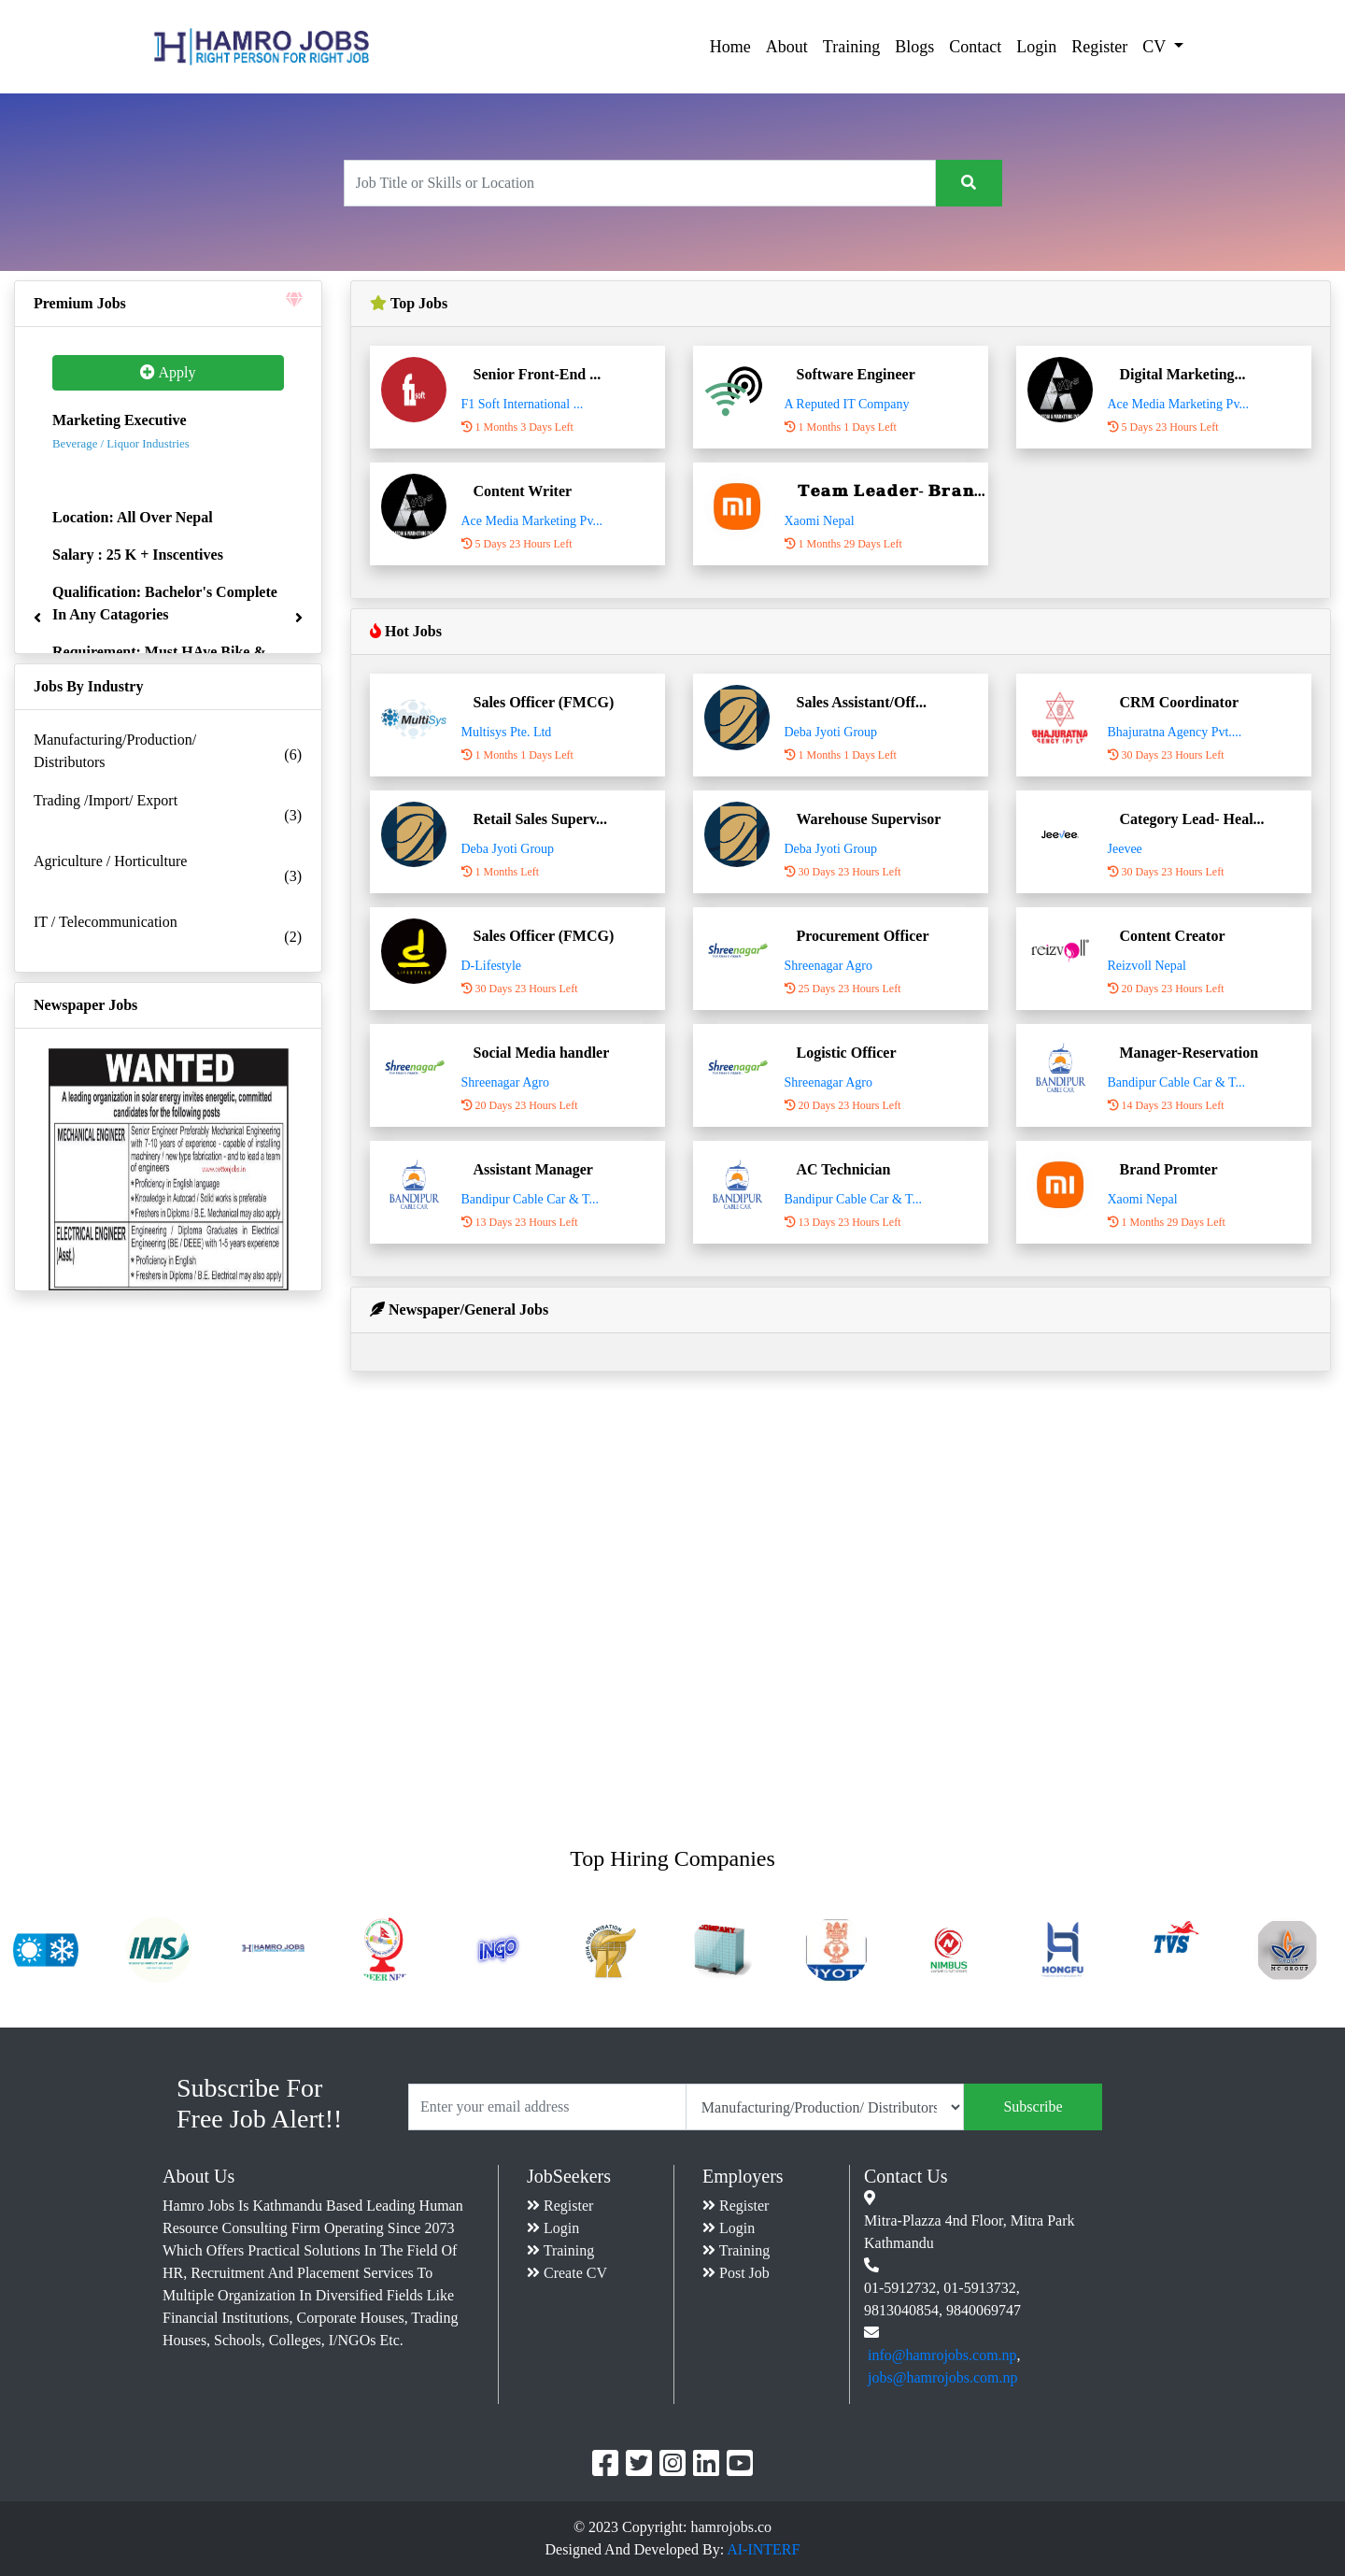 HAMRO JOBS
RIGHT PERSON FOR RIGHT JOB
Home About Training Blogs Contact Login Register CV
Job Title or Skills or Location
Premium Jobs
Apply
Marketing Executive
Beverage / Liquor Industries
Location: All Over Nepal
Salary : 25 K + Inscentives
Qualification: Bachelor's Complete
In Any Catagories
Requirement: Must HAve Bike &
Jobs By Industry
Manufacturing/Production/
Distributors
(6)
Trading /Import/ Export
(3)
Agriculture / Horticulture
(3)
IT / Telecommunication
(2)
Newspaper Jobs
WANTED
A leading organization in solar energy invites energetic, committed
candidates for the following posts
MECHANICAL ENGINEER
Senior Engineer Preferably Mechanical Engineering
with 7-10 years of experience - capable of installing
machinery / new type fabrication - and to lead a team
of engineers
www.cottonjobs.in
Proficiency in English language
Knowledge in Autocad / Solid works is preferable
Freshers in Diploma / B.E. Mechanical may also apply
ELECTRICAL ENGINEER
(Asst.)
Engineering / Diploma Graduates in Electrical
Engineering (BE / DEEE) with 1-5 years experience
Proficiency in English
Freshers in Diploma / B.E. Electrical may also apply
Top Jobs
Senior Front-End ...
F1 Soft International ...
1 Months 3 Days Left
Software Engineer
A Reputed IT Company
1 Months 1 Days Left
Digital Marketing...
Ace Media Marketing Pv...
5 Days 23 Hours Left
Content Writer
Ace Media Marketing Pv...
5 Days 23 Hours Left
𝗧𝗲𝗮𝗺 𝗟𝗲𝗮𝗱𝗲𝗿- 𝗕𝗿𝗮𝗻...
Xaomi Nepal
1 Months 29 Days Left
Hot Jobs
MultiSys
Sales Officer (FMCG)
Multisys Pte. Ltd
1 Months 1 Days Left
Sales Assistant/Off...
Deba Jyoti Group
1 Months 1 Days Left
BHAJURATNA
CRM Coordinator
Bhajuratna Agency Pvt....
30 Days 23 Hours Left
Retail Sales Superv...
Deba Jyoti Group
1 Months Left
Warehouse Supervisor
Deba Jyoti Group
30 Days 23 Hours Left
Jeevee
Category Lead- Heal...
Jeevee
30 Days 23 Hours Left
Sales Officer (FMCG)
D-Lifestyle
30 Days 23 Hours Left
Shreenagar
Procurement Officer
Shreenagar Agro
25 Days 23 Hours Left
reizvoll
Content Creator
Reizvoll Nepal
20 Days 23 Hours Left
Shreenagar
Social Media handler
Shreenagar Agro
20 Days 23 Hours Left
Shreenagar
Logistic Officer
Shreenagar Agro
20 Days 23 Hours Left
BANDIPUR
CABLE CAR
Manager-Reservation
Bandipur Cable Car & T...
14 Days 23 Hours Left
BANDIPUR
CABLE CAR
Assistant Manager
Bandipur Cable Car & T...
13 Days 23 Hours Left
BANDIPUR
CABLE CAR
AC Technician
Bandipur Cable Car & T...
13 Days 23 Hours Left
Brand Promter
Xaomi Nepal
1 Months 29 Days Left
Newspaper/General Jobs
Top Hiring Companies
IMS
HAMRO JOBS
INGO
COMPANY
JYOTI
NIMBUS
HONGFU
TVS
MC GROUP
Subscribe For
Free Job Alert!!
Enter your email address
Manufacturing/Production/ Distributors
Subscribe
About Us
Hamro Jobs Is Kathmandu Based Leading Human
Resource Consulting Firm Operating Since 2073
Which Offers Practical Solutions In The Field Of
HR, Recruitment And Placement Services To
Multiple Organization In Diversified Fields Like
Financial Institutions, Corporate Houses, Trading
Houses, Schools, Colleges, I/NGOs Etc.
JobSeekers
Register
Login
Training
Create CV
Employers
Register
Login
Training
Post Job
Contact Us
Mitra-Plazza 4nd Floor, Mitra Park
Kathmandu
01-5912732, 01-5913732,
9813040854, 9840069747
info@hamrojobs.com.np,
jobs@hamrojobs.com.np
© 2023 Copyright: hamrojobs.co
Designed And Developed By: AI-INTERF